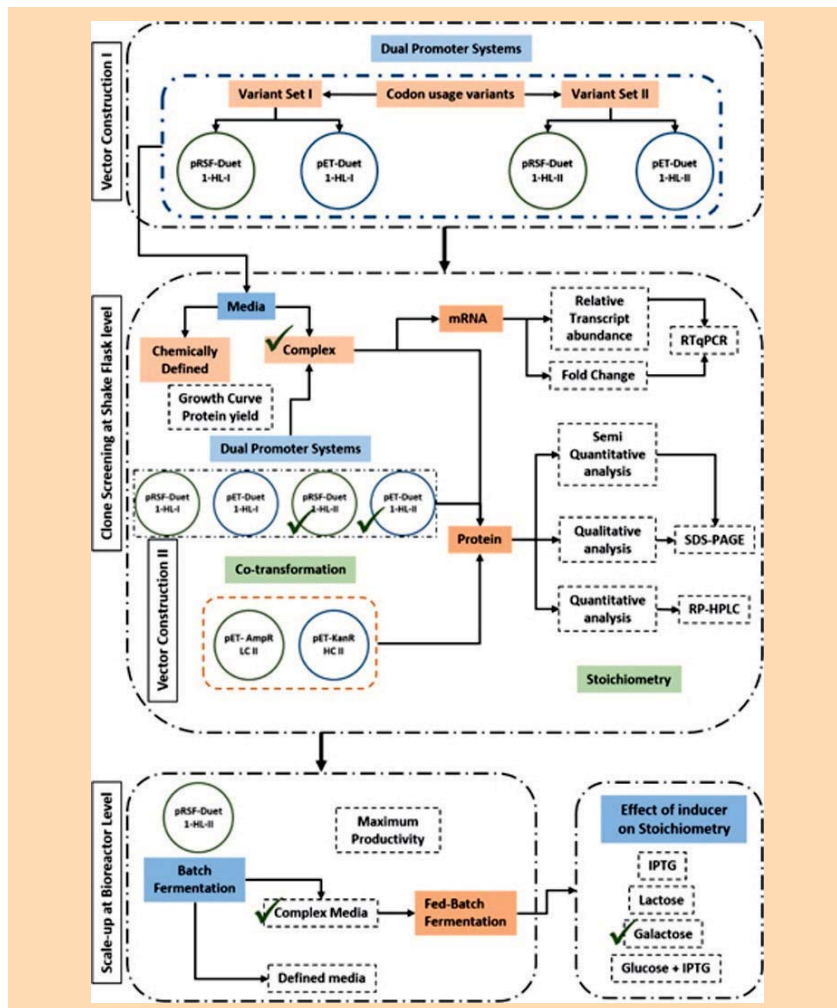 Vector Construction I
Dual Promoter Systems
Variant Set I
Codon usage variants
Variant Set II
pRSF-Duet
1-HL-I
pET-Duet
1-HL-I
pRSF-Duet
1-HL-II
pET-Duet
1-HL-II
Clone Screening at Shake Flask level
Media
Chemically
Defined
Complex
Growth Curve
Protein yield
mRNA
Relative
Transcript
abundance
Fold Change
RTqPCR
Dual Promoter Systems
pRSF-Duet
1-HL-I
pET-Duet
1-HL-I
pRSF-Duet
1-HL-II
pET-Duet
1-HL-II
Protein
Semi
Quantitative
analysis
Qualitative
analysis
SDS-PAGE
Quantitative
analysis
RP-HPLC
Vector Construction II
Co-transformation
pET- AmpR
LC II
pET-KanR
HC II
Stoichiometry
Scale-up at Bioreactor Level
pRSF-Duet
1-HL-II
Batch
Fermentation
Maximum
Productivity
Complex Media
Fed-Batch
Fermentation
Defined media
Effect of inducer
on Stoichiometry
IPTG
Lactose
Galactose
Glucose + IPTG